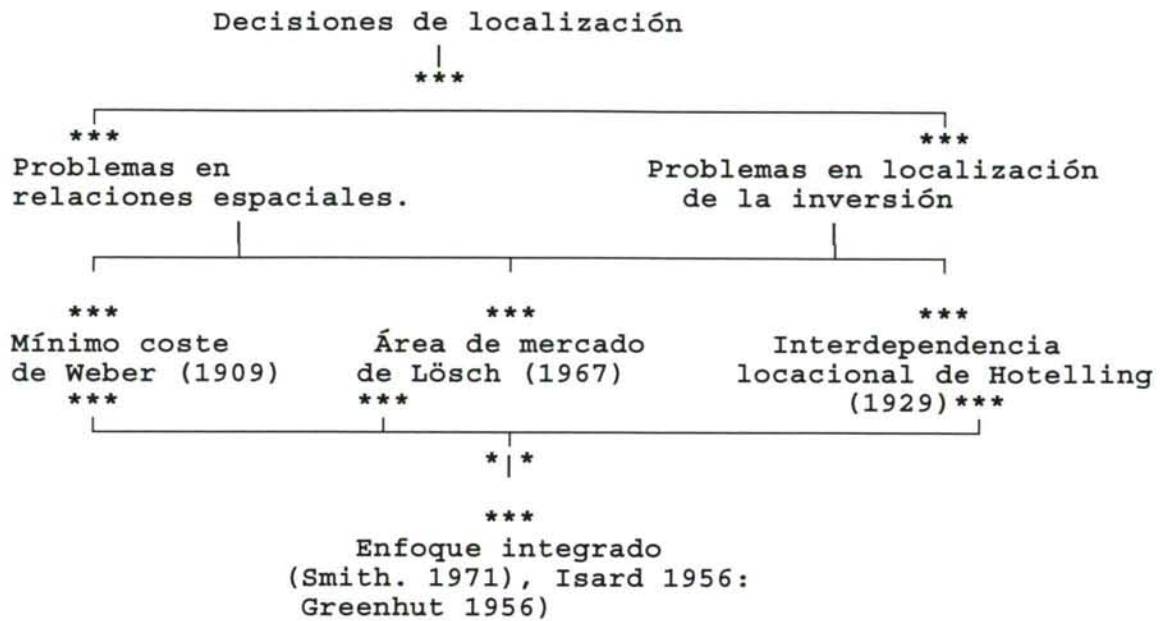 Decisiones de localización
***
*** ***
Problemas en
relaciones espaciales.
Problemas en localización
de la inversión
*** *** ***
Mínimo coste
de Weber (1909)
***
Área de mercado
de Lösch (1967)
***
Interdependencia
locacional de Hotelling
(1929)***
*|*
***
Enfoque integrado
(Smith. 1971), Isard 1956:
Greenhut 1956)